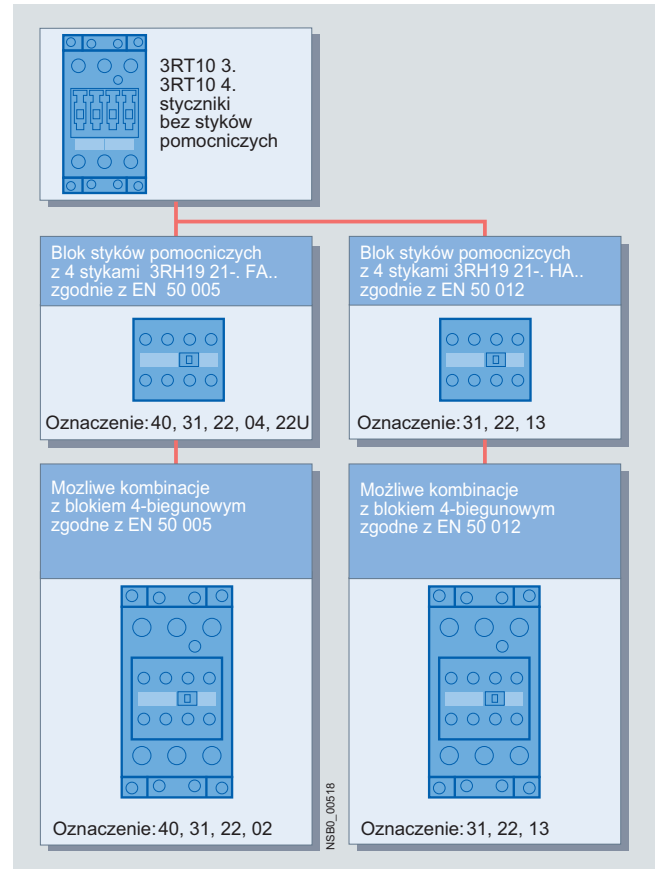 3RT10 3.
3RT10 4.
styczniki
bez styków
pomocniczych
Blok styków pomocniczych
z 4 stykami 3RH19 21-. FA..
zgodnie z EN 50 005
Blok styków pomocnizcych
z 4 stykami 3RH19 21-. HA..
zgodnie z EN 50 012
Oznaczenie: 40, 31, 22, 04, 22U
Oznaczenie: 31, 22, 13
Mozliwe kombinacje
z blokiem 4-biegunowym
zgodne z EN 50 005
Możliwe kombinacje
z blokiem 4-biegunowym
zgodne z EN 50 012
Oznaczenie: 40, 31, 22, 02
NSB0_00518
Oznaczenie: 31, 22, 13